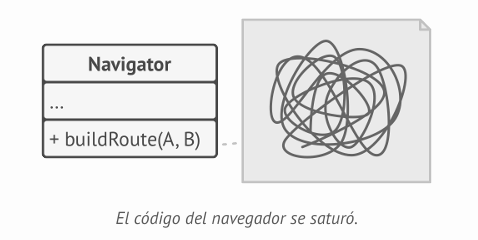 Navigator
...
+ buildRoute(A, B)
El código del navegador se saturó.